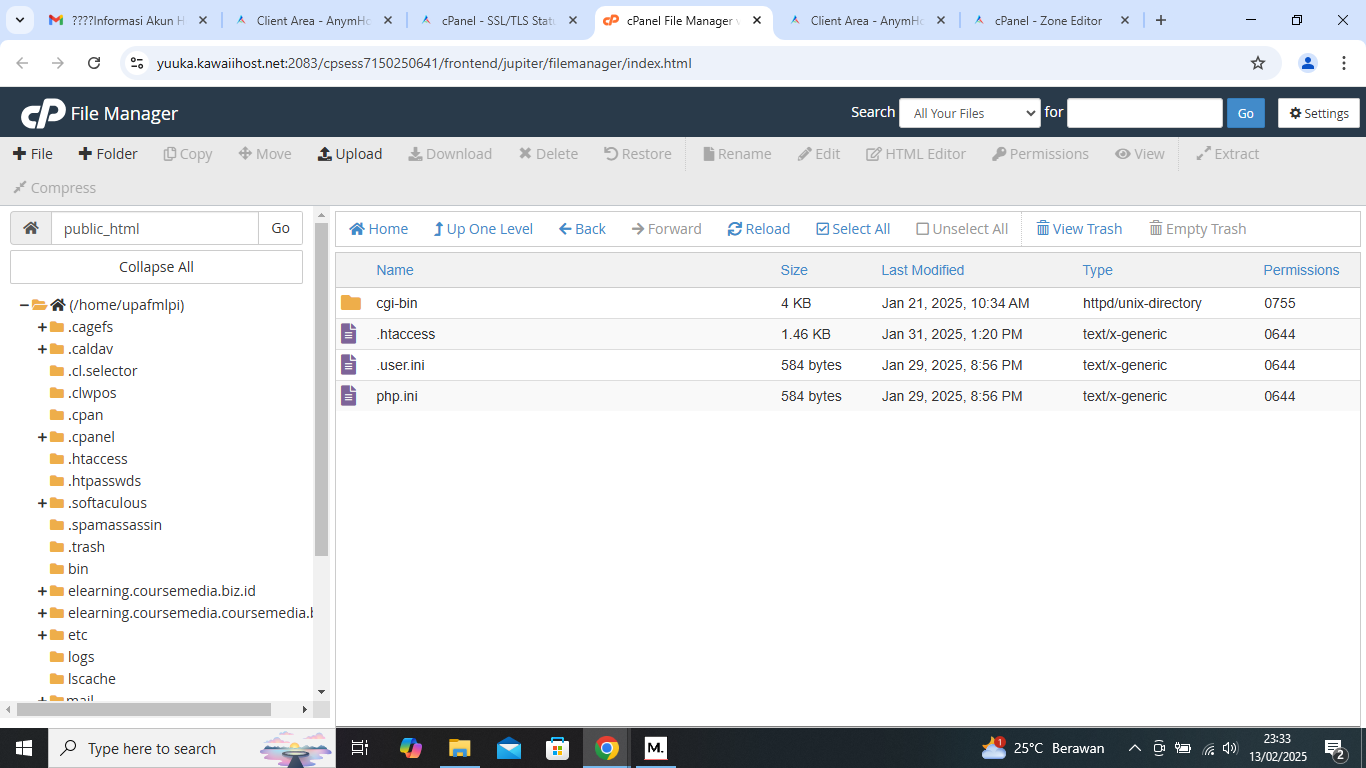 ????Informasi Akun H
Client Area - AnymHo
cPanel - SSL/TLS Statu
cPanel File Manager v
Client Area - AnymHo
cPanel - Zone Editor
yuuka.kawaiihost.net:2083/cpsess7150250641/frontend/jupiter/filemanager/index.html
cP File Manager
Search All Your Files for Go Settings
File Folder Copy Move Upload Download Delete Restore Rename Edit HTML Editor Permissions View Extract
Compress
public_html Go
Collapse All
(/home/upafmlpi)
.cagefs
.caldav
.cl.selector
.clwpos
.cpan
.cpanel
.htaccess
.htpasswds
.softaculous
.spamassassin
.trash
bin
elearning.coursemedia.biz.id
elearning.coursemedia.coursemedia.b
etc
logs
lscache
mail
Home Up One Level Back Forward Reload Select All Unselect All View Trash Empty Trash
Name Size Last Modified Type Permissions
cgi-bin 4 KB Jan 21, 2025, 10:34 AM httpd/unix-directory 0755
.htaccess 1.46 KB Jan 31, 2025, 1:20 PM text/x-generic 0644
.user.ini 584 bytes Jan 29, 2025, 8:56 PM text/x-generic 0644
php.ini 584 bytes Jan 29, 2025, 8:56 PM text/x-generic 0644
Type here to search
M.
1
25°C Berawan
23:33
13/02/2025
2